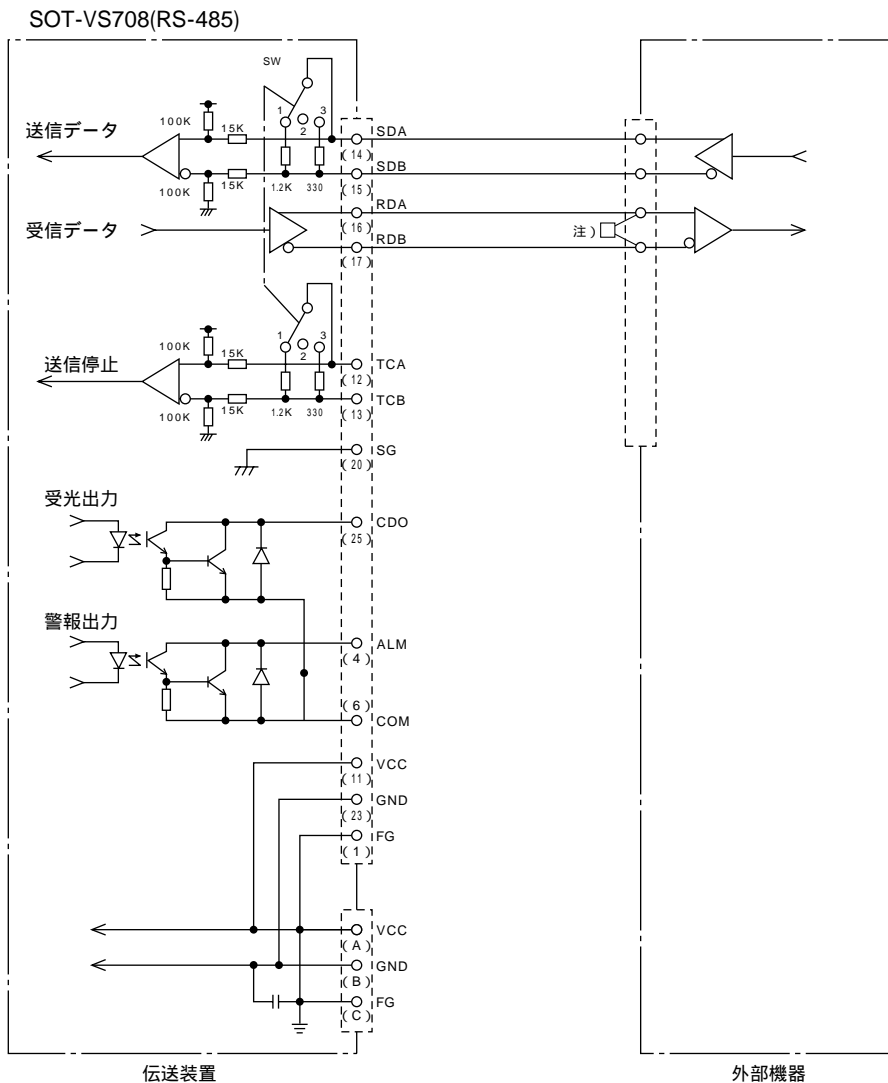 SOT-VS708(RS-485)
SW
送信データ
100K
15K
1
2
3
SDA
(14)
100K
15K
1.2K
330
SDB
(15)
受信データ
RDA
(16)
注)
RDB
(17)
送信停止
100K
15K
1
2
3
TCA
(12)
100K
15K
1.2K
330
TCB
(13)
SG
(20)
受光出力
CDO
(25)
警報出力
ALM
(4)
(6)
COM
VCC
(11)
GND
(23)
FG
(1)
VCC
(A)
GND
(B)
FG
(C)
伝送装置
外部機器